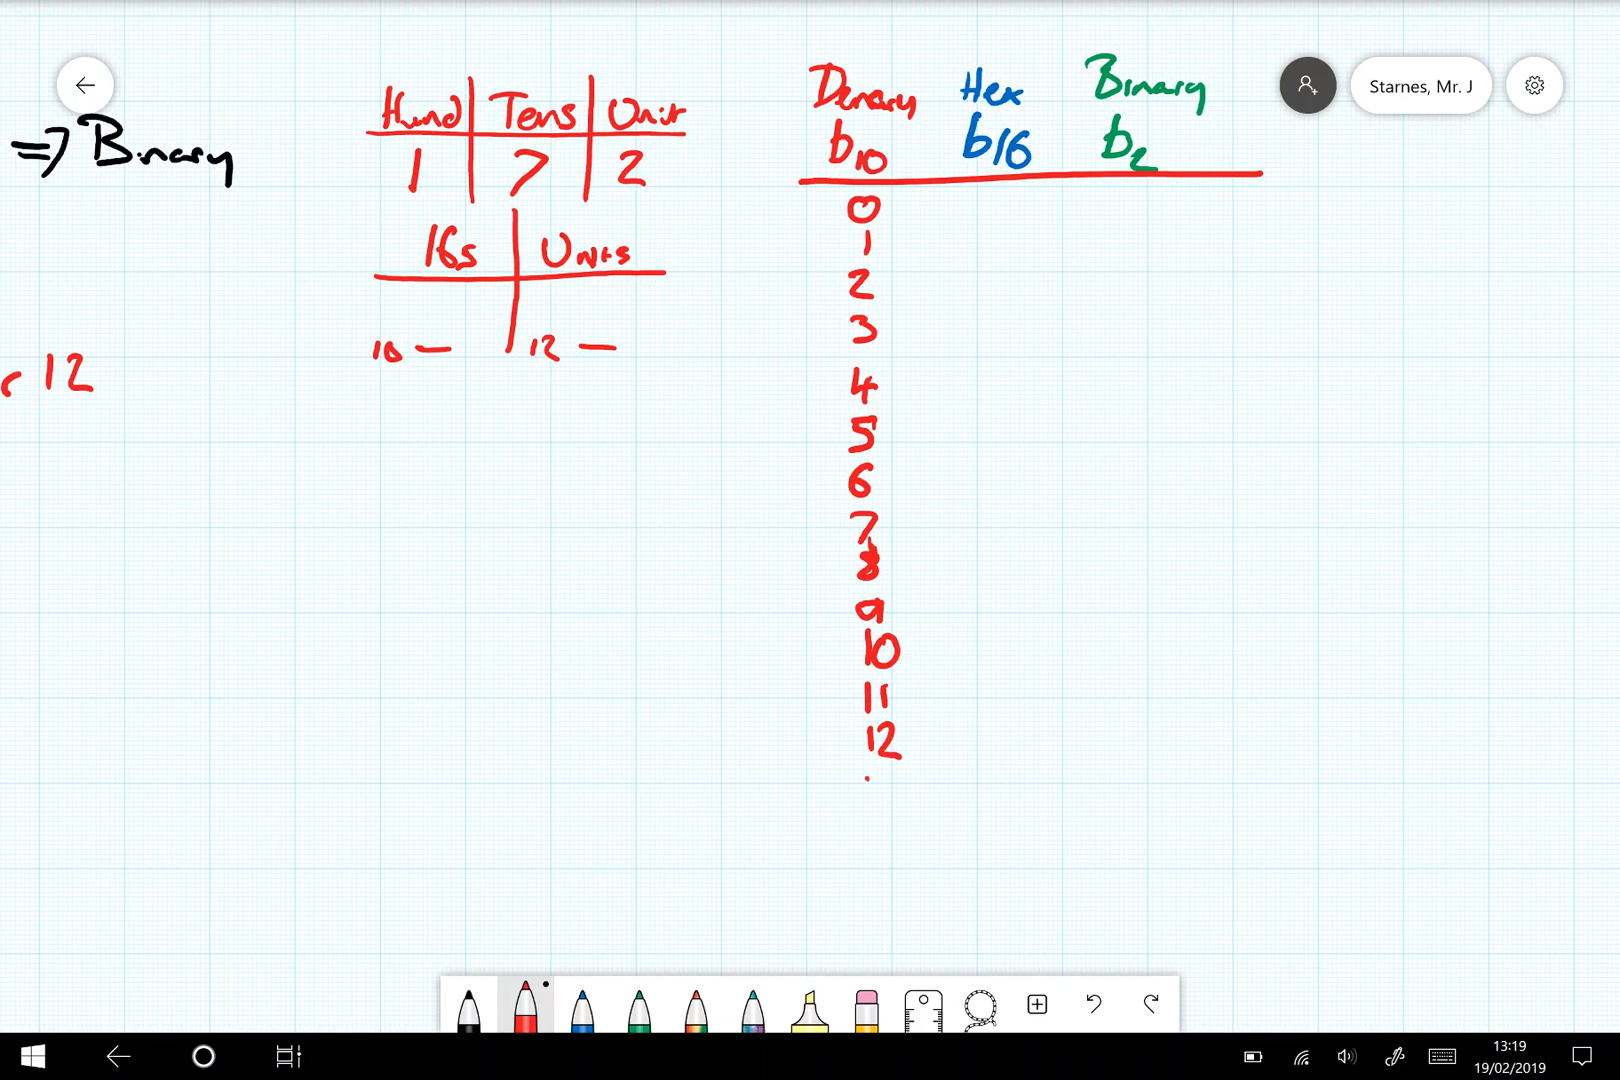 => Binary
Hund Tens Unit
1 7 2
16s Units
10 — 12 —
r 12
Denary Hex Binary
b10 b16 b2
0
1
2
3
4
5
6
7
8
9
10
11
12
Starnes, Mr. J
13:19
19/02/2019